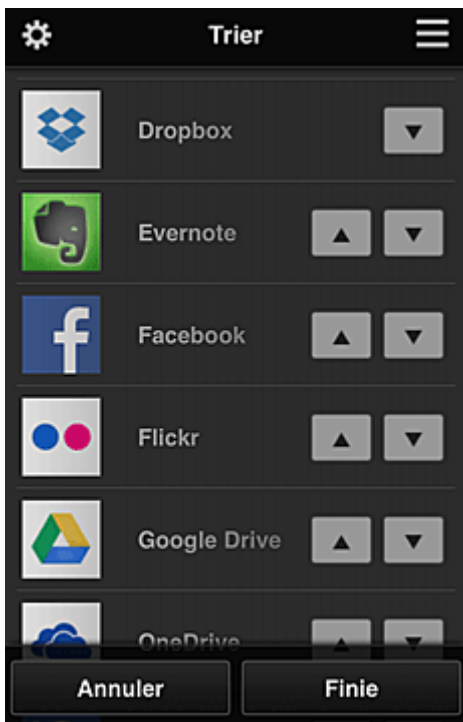 Trier
Dropbox
Evernote
Facebook
Flickr
Google Drive
OneDrive
Annuler Finie